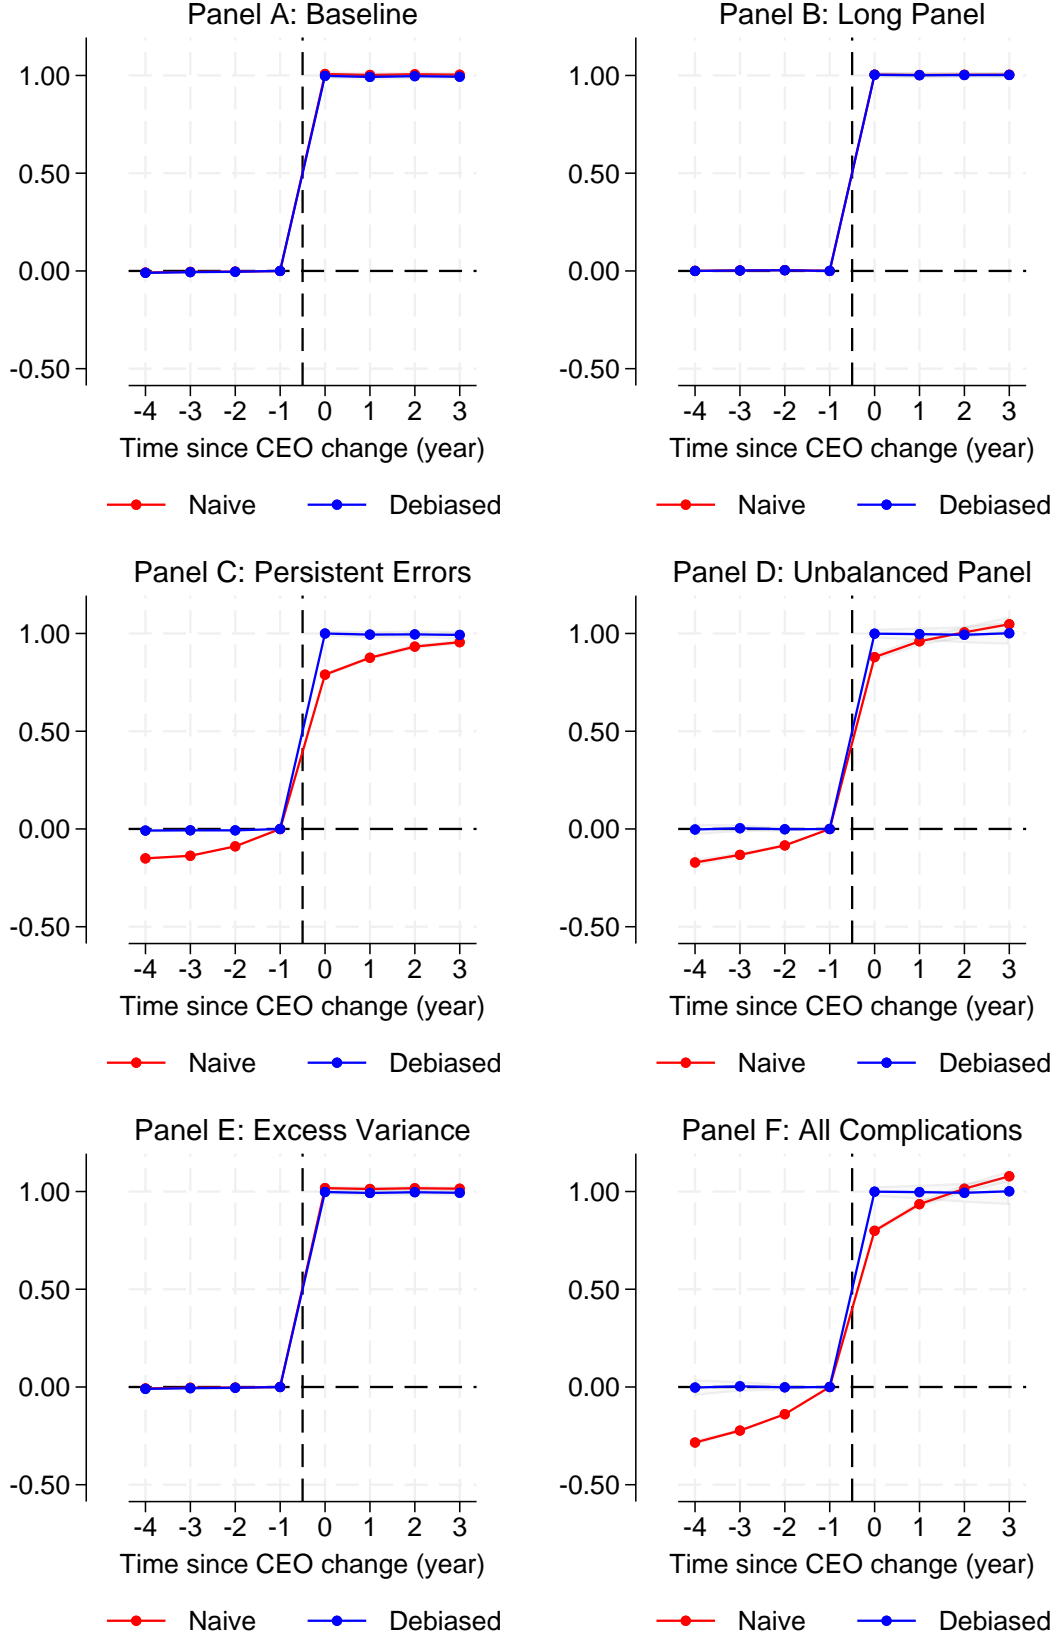 Panel A: Baseline
1.00
0.50
0.00
-0.50
-4 -3 -2 -1 0 1 2 3
Time since CEO change (year)
Naive Debiased
Panel B: Long Panel
1.00
0.50
0.00
-0.50
-4 -3 -2 -1 0 1 2 3
Time since CEO change (year)
Naive Debiased
Panel C: Persistent Errors
1.00
0.50
0.00
-0.50
-4 -3 -2 -1 0 1 2 3
Time since CEO change (year)
Naive Debiased
Panel D: Unbalanced Panel
1.00
0.50
0.00
-0.50
-4 -3 -2 -1 0 1 2 3
Time since CEO change (year)
Naive Debiased
Panel E: Excess Variance
1.00
0.50
0.00
-0.50
-4 -3 -2 -1 0 1 2 3
Time since CEO change (year)
Naive Debiased
Panel F: All Complications
1.00
0.50
0.00
-0.50
-4 -3 -2 -1 0 1 2 3
Time since CEO change (year)
Naive Debiased